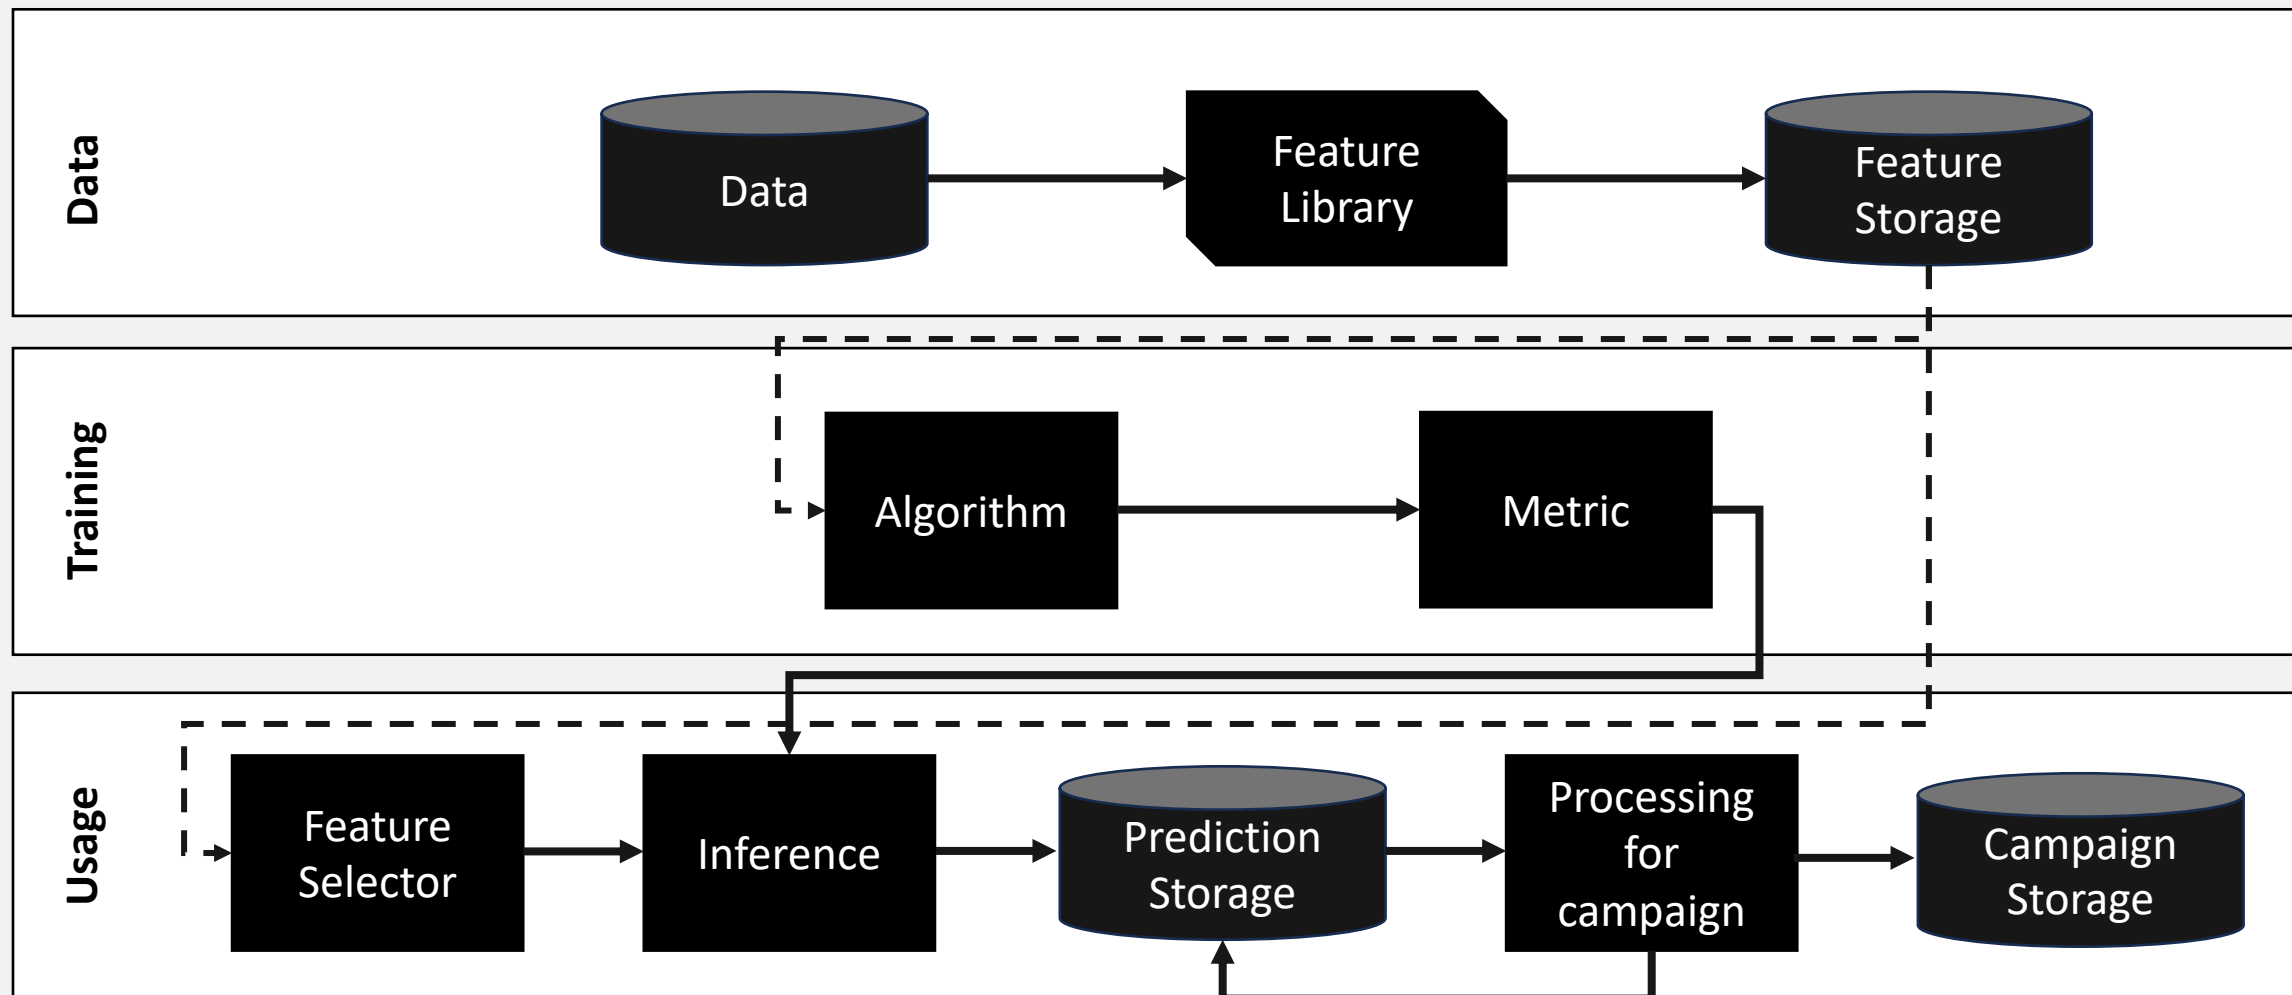 Data
Data
Feature
Library
Feature
Storage
Training
Algorithm
Metric
Usage
Feature
Selector
Inference
Prediction
Storage
Processing
for
campaign
Campaign
Storage